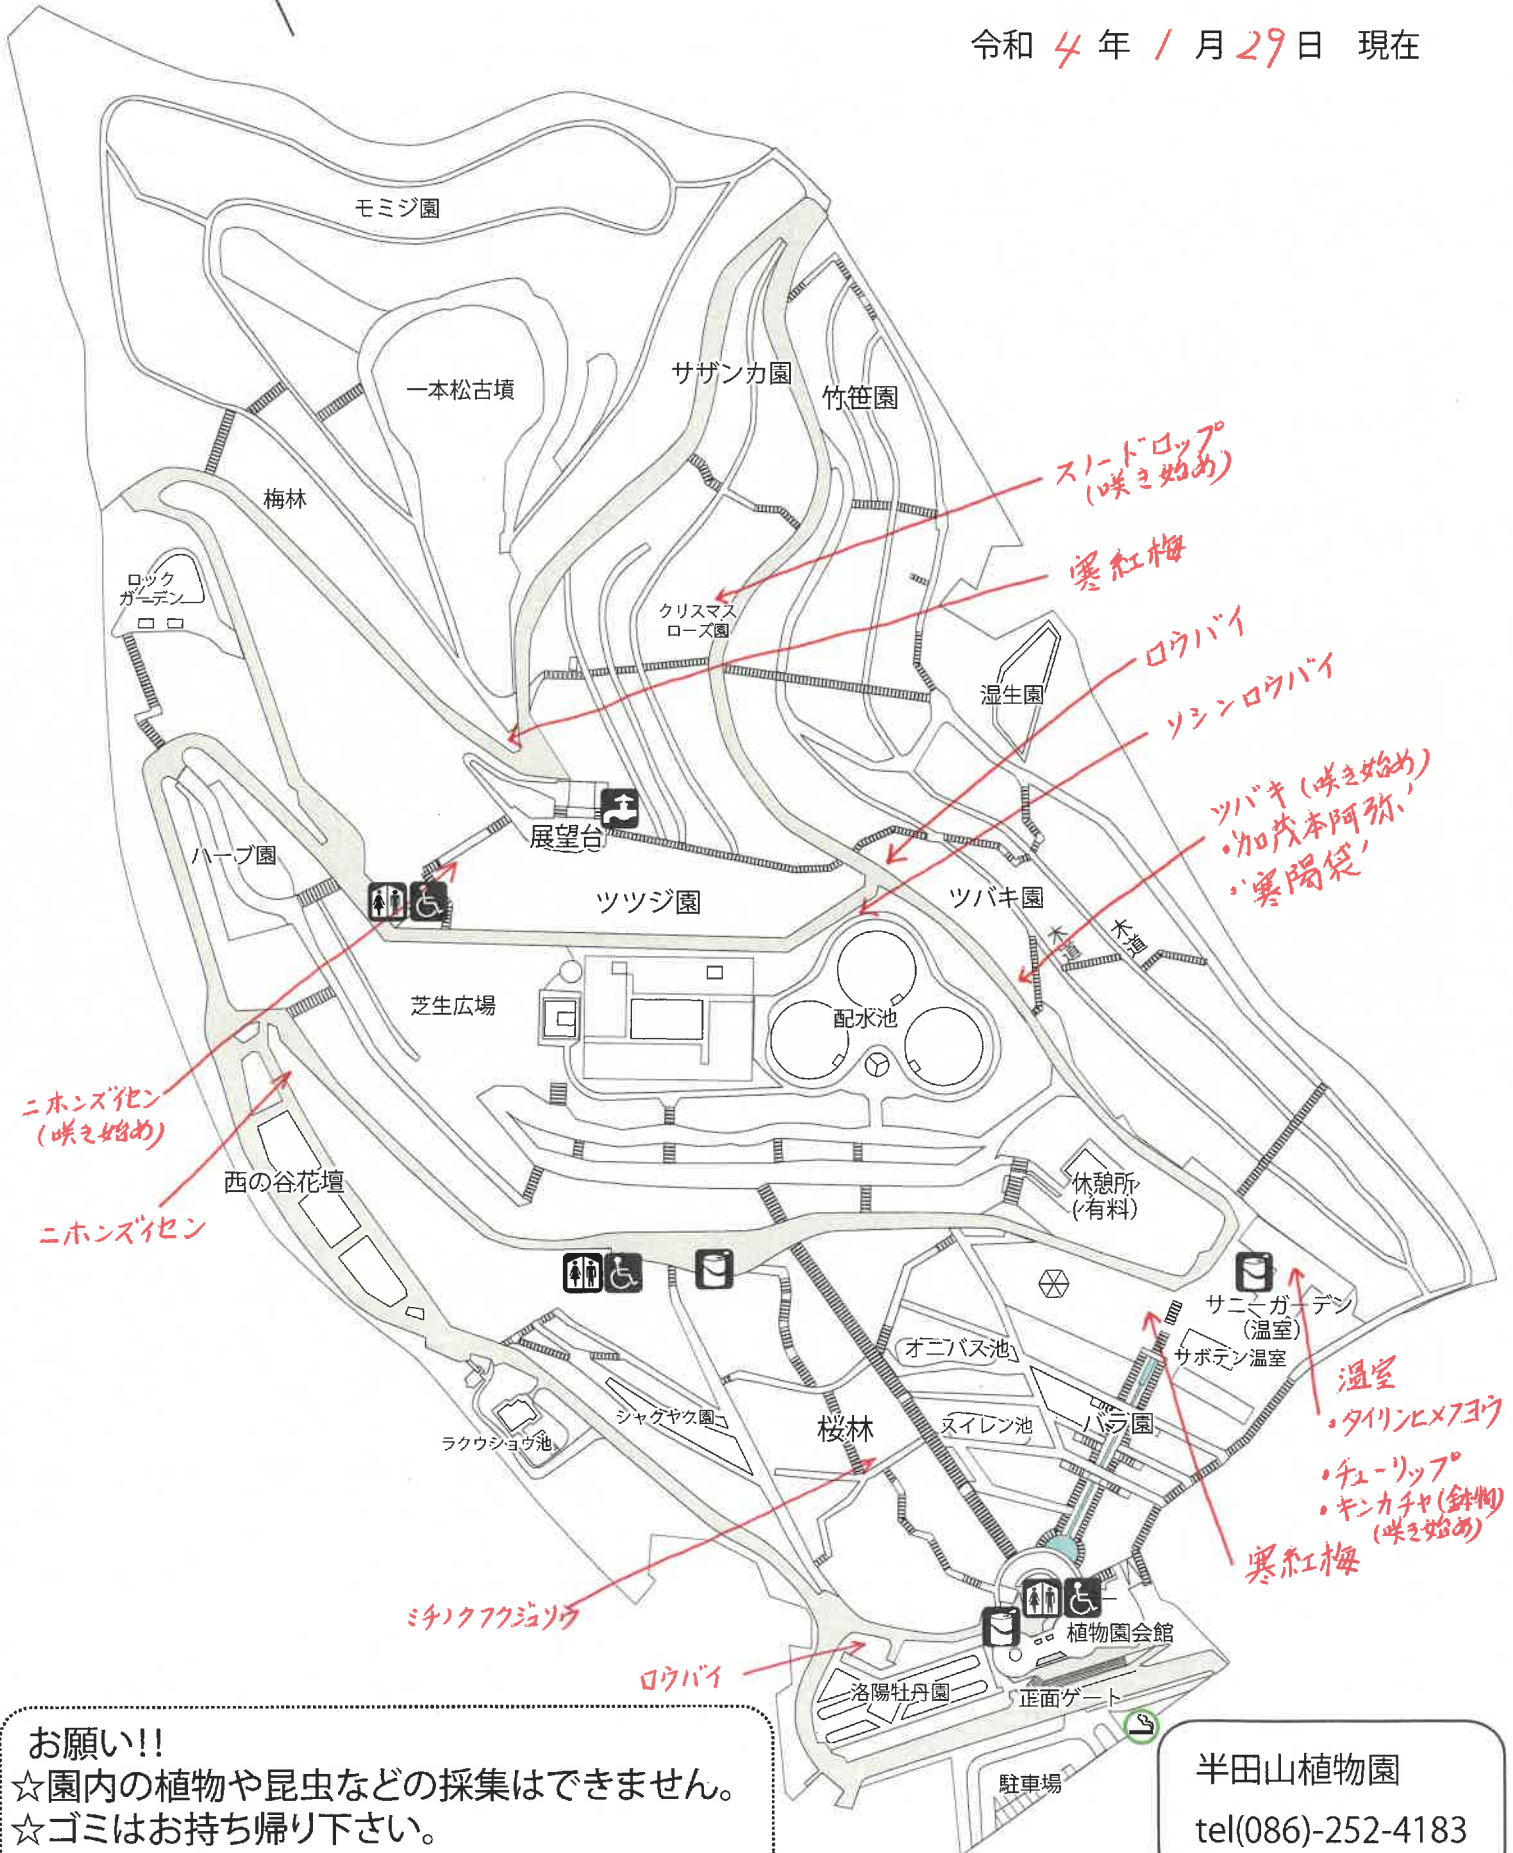 令和 4 年 1 月 29 日 現在
モミジ園
サザンカ園
一本松古墳
竹笹園
スノードロップ
(咲き始め)
梅林
寒紅梅
ロック
ガーデン
クリスマス
ローズ園
ロウバイ
湿生園
ソシンロウバイ
ツバキ (咲き始め)
・'加茂本阿弥'
・'寒陽袋'
展望台
ハーブ園
ツツジ園
ツバキ園
木道
木道
芝生広場
配水池
ニホンズイセン
(咲き始め)
西の谷花壇
休憩所
(有料)
ニホンズイセン
サニーガーデン
(温室)
オニバス池
サボテン温室
温室
・タイリンヒメフヨウ
・チューリップ
・キンカチャ(鉢物)
(咲き始め)
シャクヤク園
桜林
スイレン池
バラ園
ラクウショウ池
寒紅梅
ミチノクフクジュソウ
植物園会館
ロウバイ
洛陽牡丹園
正面ゲート
駐車場
お願い!!
☆園内の植物や昆虫などの採集はできません。
☆ゴミはお持ち帰り下さい。
半田山植物園
tel(086)-252-4183